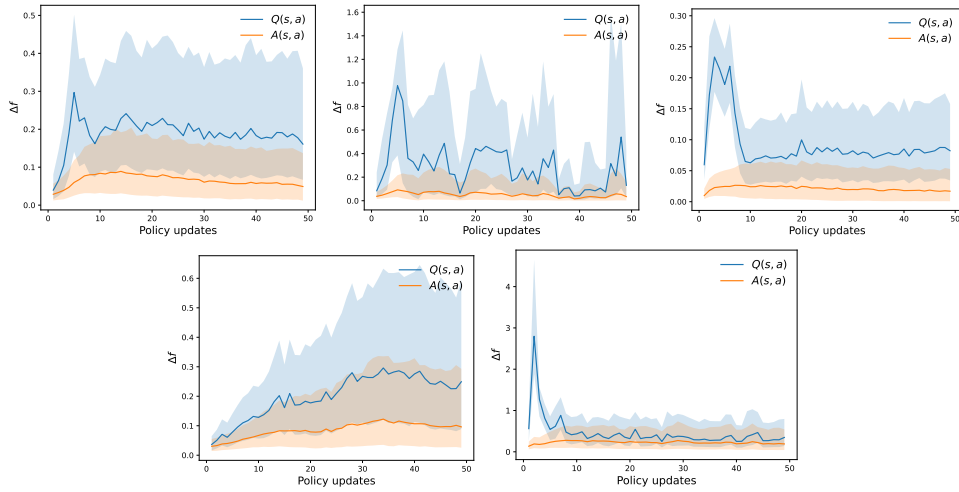 Q(s, a)
A(s, a)
Δf
0.5
0.4
0.3
0.2
0.1
0.0
0 10 20 30 40 50
Policy updates
Q(s, a)
A(s, a)
Δf
1.6
1.4
1.2
1.0
0.8
0.6
0.4
0.2
0.0
0 10 20 30 40 50
Policy updates
Q(s, a)
A(s, a)
Δf
0.30
0.25
0.20
0.15
0.10
0.05
0.00
0 10 20 30 40 50
Policy updates
Q(s, a)
A(s, a)
Δf
0.6
0.5
0.4
0.3
0.2
0.1
0.0
0 10 20 30 40 50
Policy updates
Q(s, a)
A(s, a)
Δf
4
3
2
1
0
0 10 20 30 40 50
Policy updates